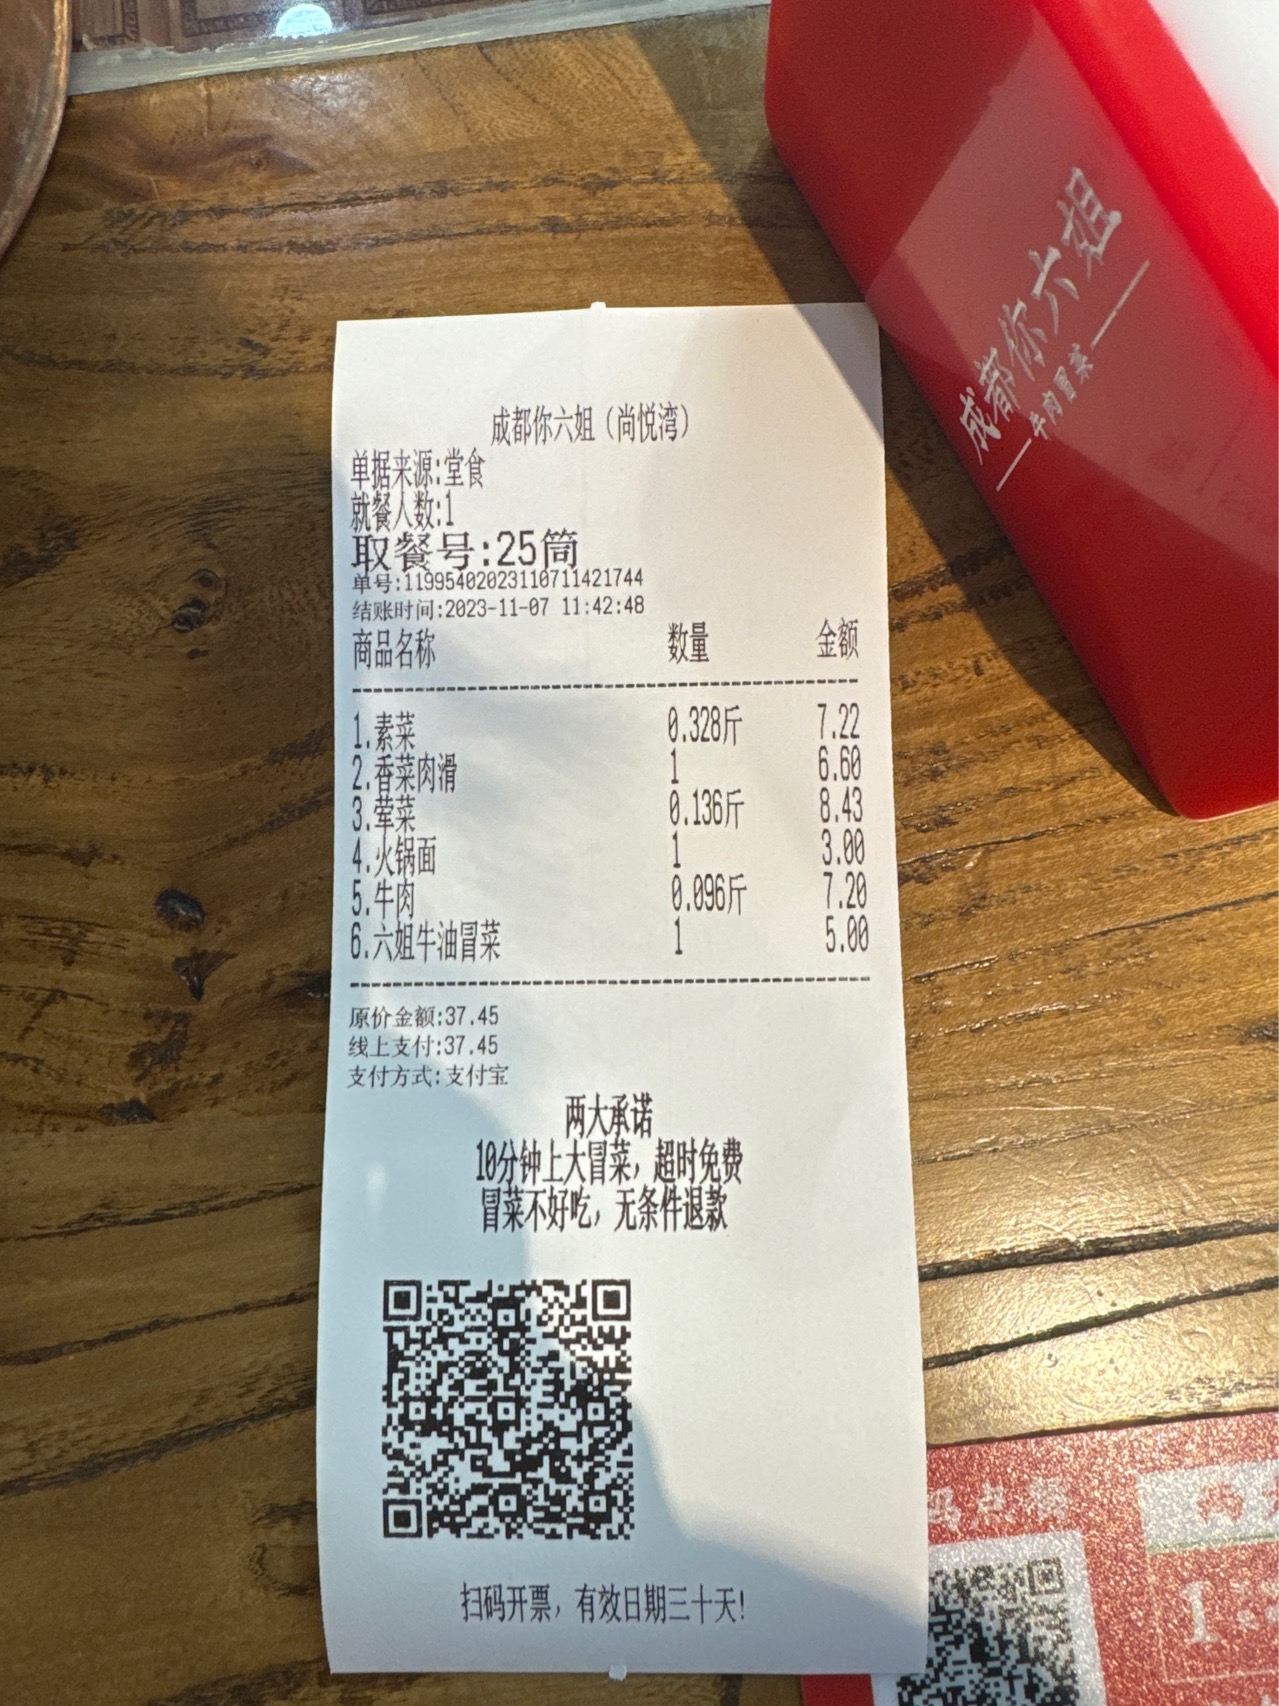 成都你六姐
牛肉冒菜
成都你六姐（尚悦湾）
单据来源:堂食
就餐人数:1
取餐号:25筒
单号:11995402023110711421744
结账时间:2023-11-07 11:42:48
商品名称 数量 金额
1.素菜 0.328斤 7.22
2.香菜肉滑 1 6.60
3.荤菜 0.136斤 8.43
4.火锅面 1 3.00
5.牛肉 0.096斤 7.20
6.六姐牛油冒菜 1 5.00
原价金额:37.45
线上支付:37.45
支付方式:支付宝
两大承诺
10分钟上大冒菜，超时免费
冒菜不好吃，无条件退款
扫码开票，有效日期三十天!
码点餐
1